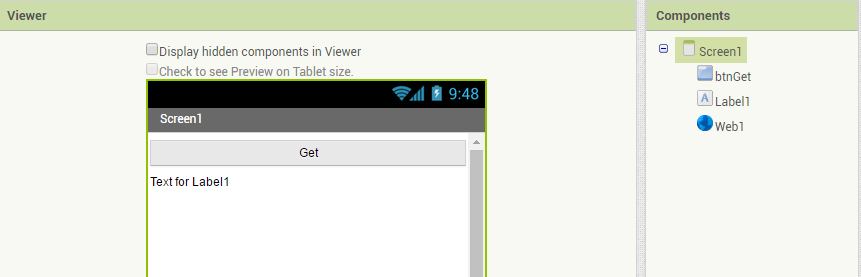 Viewer
Display hidden components in Viewer
Check to see Preview on Tablet size.
9:48
Screen1
Get
Text for Label1
Components
Screen1
btnGet
A Label1
Web1